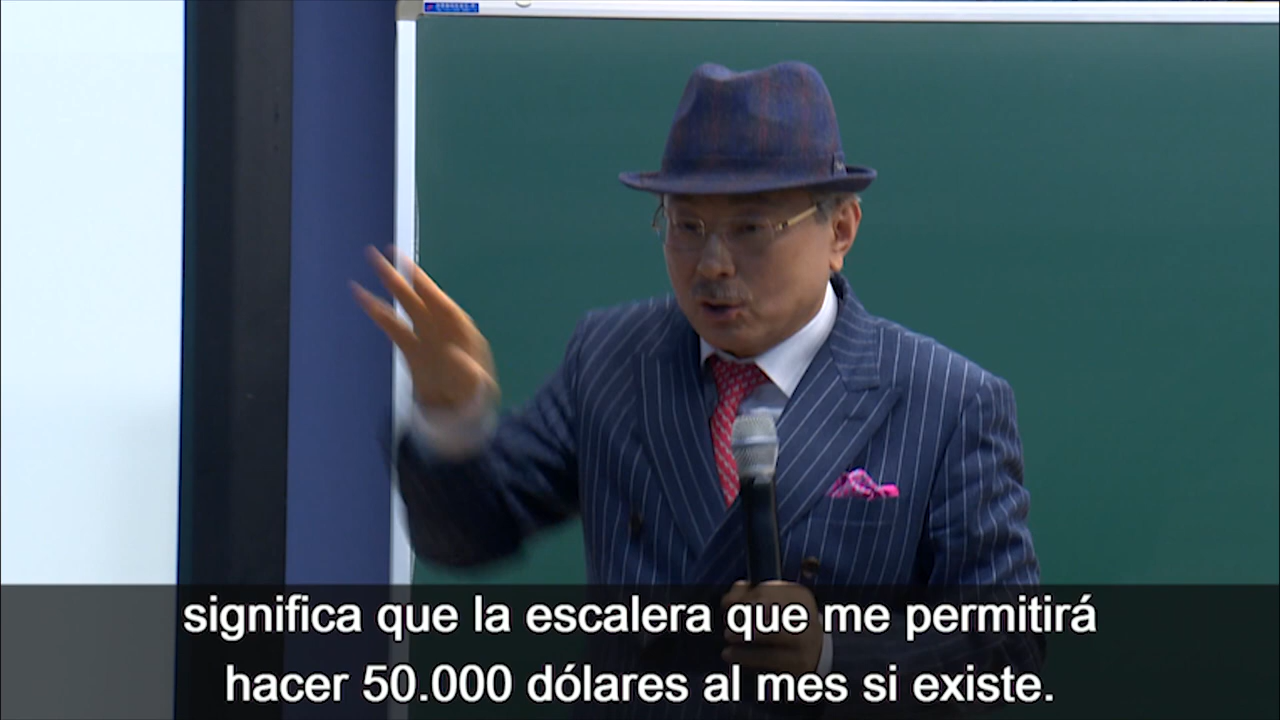 significa que la escalera que me permitirá
hacer 50.000 dólares al mes si existe.